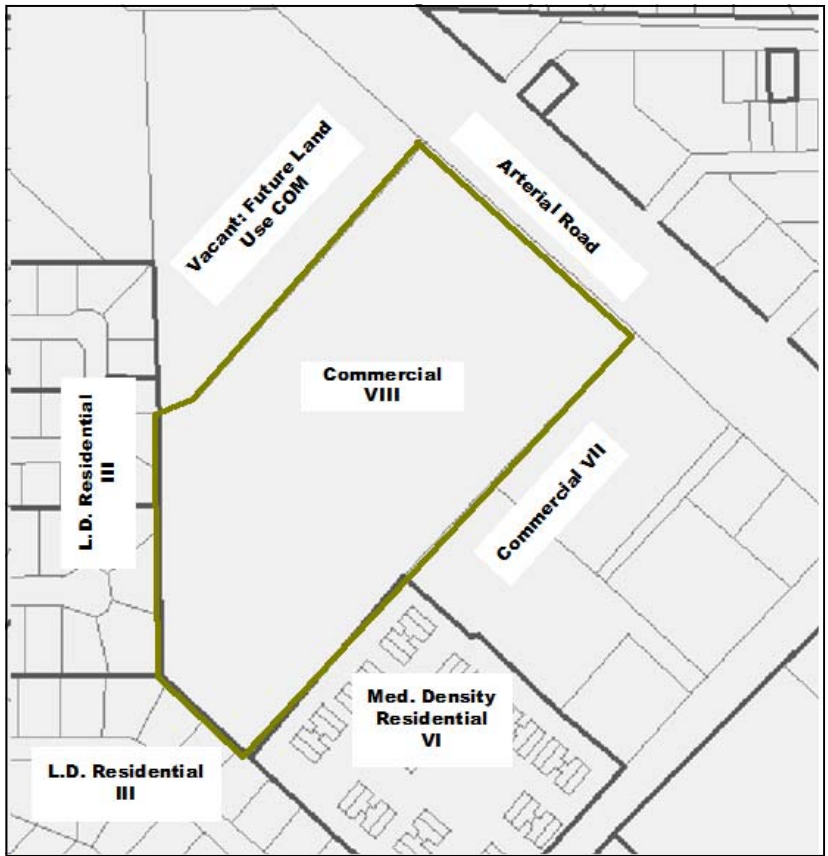 Vacant: Future Land
Use COM
Arterial Road
Commercial
VIII
L.D. Residential
III
Commercial VII
Med. Density
Residential
VI
L.D. Residential
III